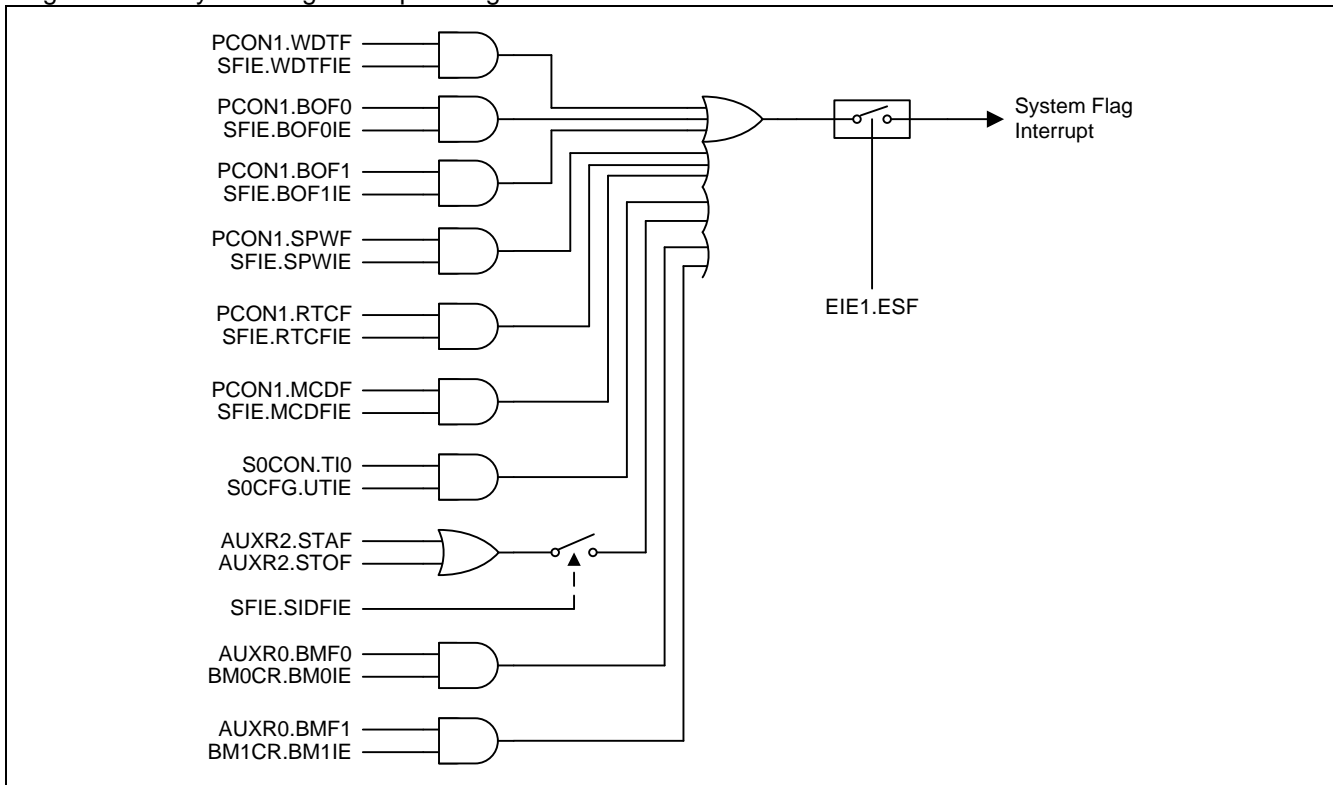 PCON1.WDTF
SFIE.WDTFIE
PCON1.BOF0
SFIE.BOF0IE
System Flag
Interrupt
PCON1.BOF1
SFIE.BOF1IE
PCON1.SPWF
SFIE.SPWIE
EIE1.ESF
PCON1.RTCF
SFIE.RTCFIE
PCON1.MCDF
SFIE.MCDFIE
S0CON.TI0
S0CFG.UTIE
AUXR2.STAF
AUXR2.STOF
SFIE.SIDFIE
AUXR0.BMF0
BM0CR.BM0IE
AUXR0.BMF1
BM1CR.BM1IE